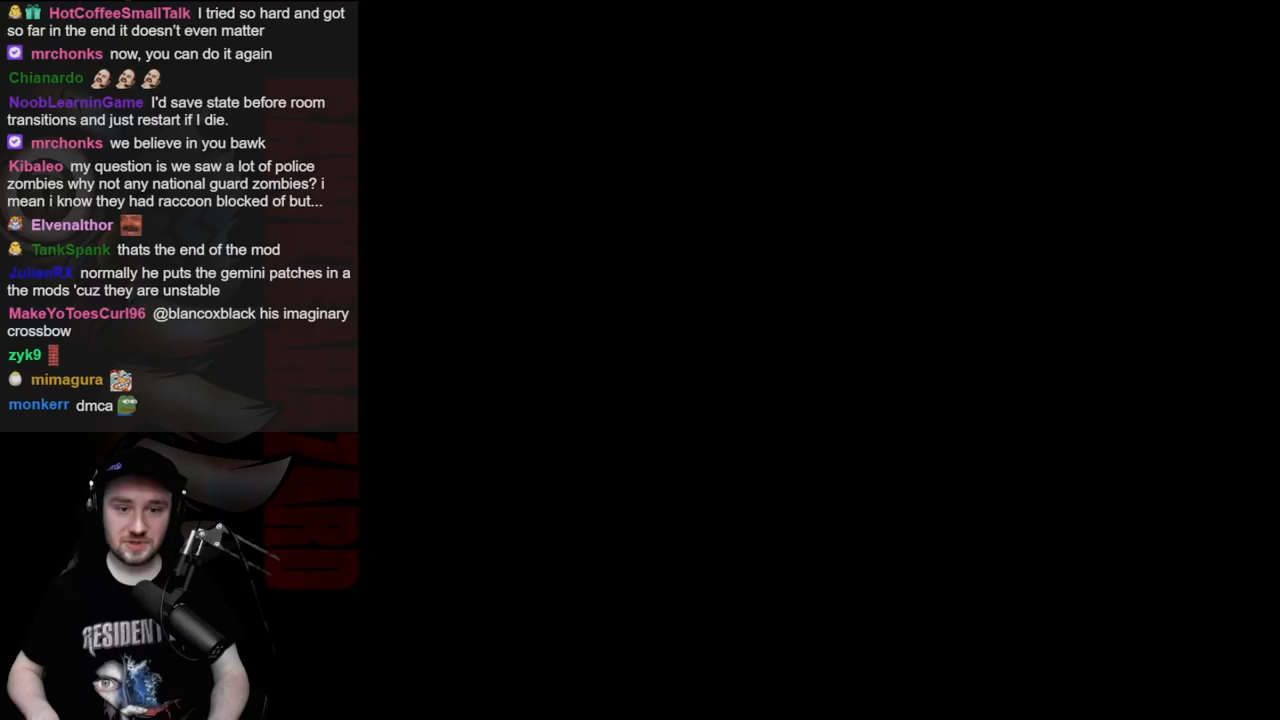 HotCoffeeSmallTalk I tried so hard and got
so far in the end it doesn't even matter
mrchonks now, you can do it again
Chianardo
NoobLearninGame I'd save state before room
transitions and just restart if I die.
mrchonks we believe in you bawk
Kibaleo my question is we saw a lot of police
zombies why not any national guard zombies? i
mean i know they had raccoon blocked of but...
Elvenalthor
TankSpank thats the end of the mod
JulianRX normally he puts the gemini patches in a
the mods 'cuz they are unstable
MakeYoToesCurl96 @blancoxblack his imaginary
crossbow
zyk9
mimagura
monkerr dmca
RESIDENT